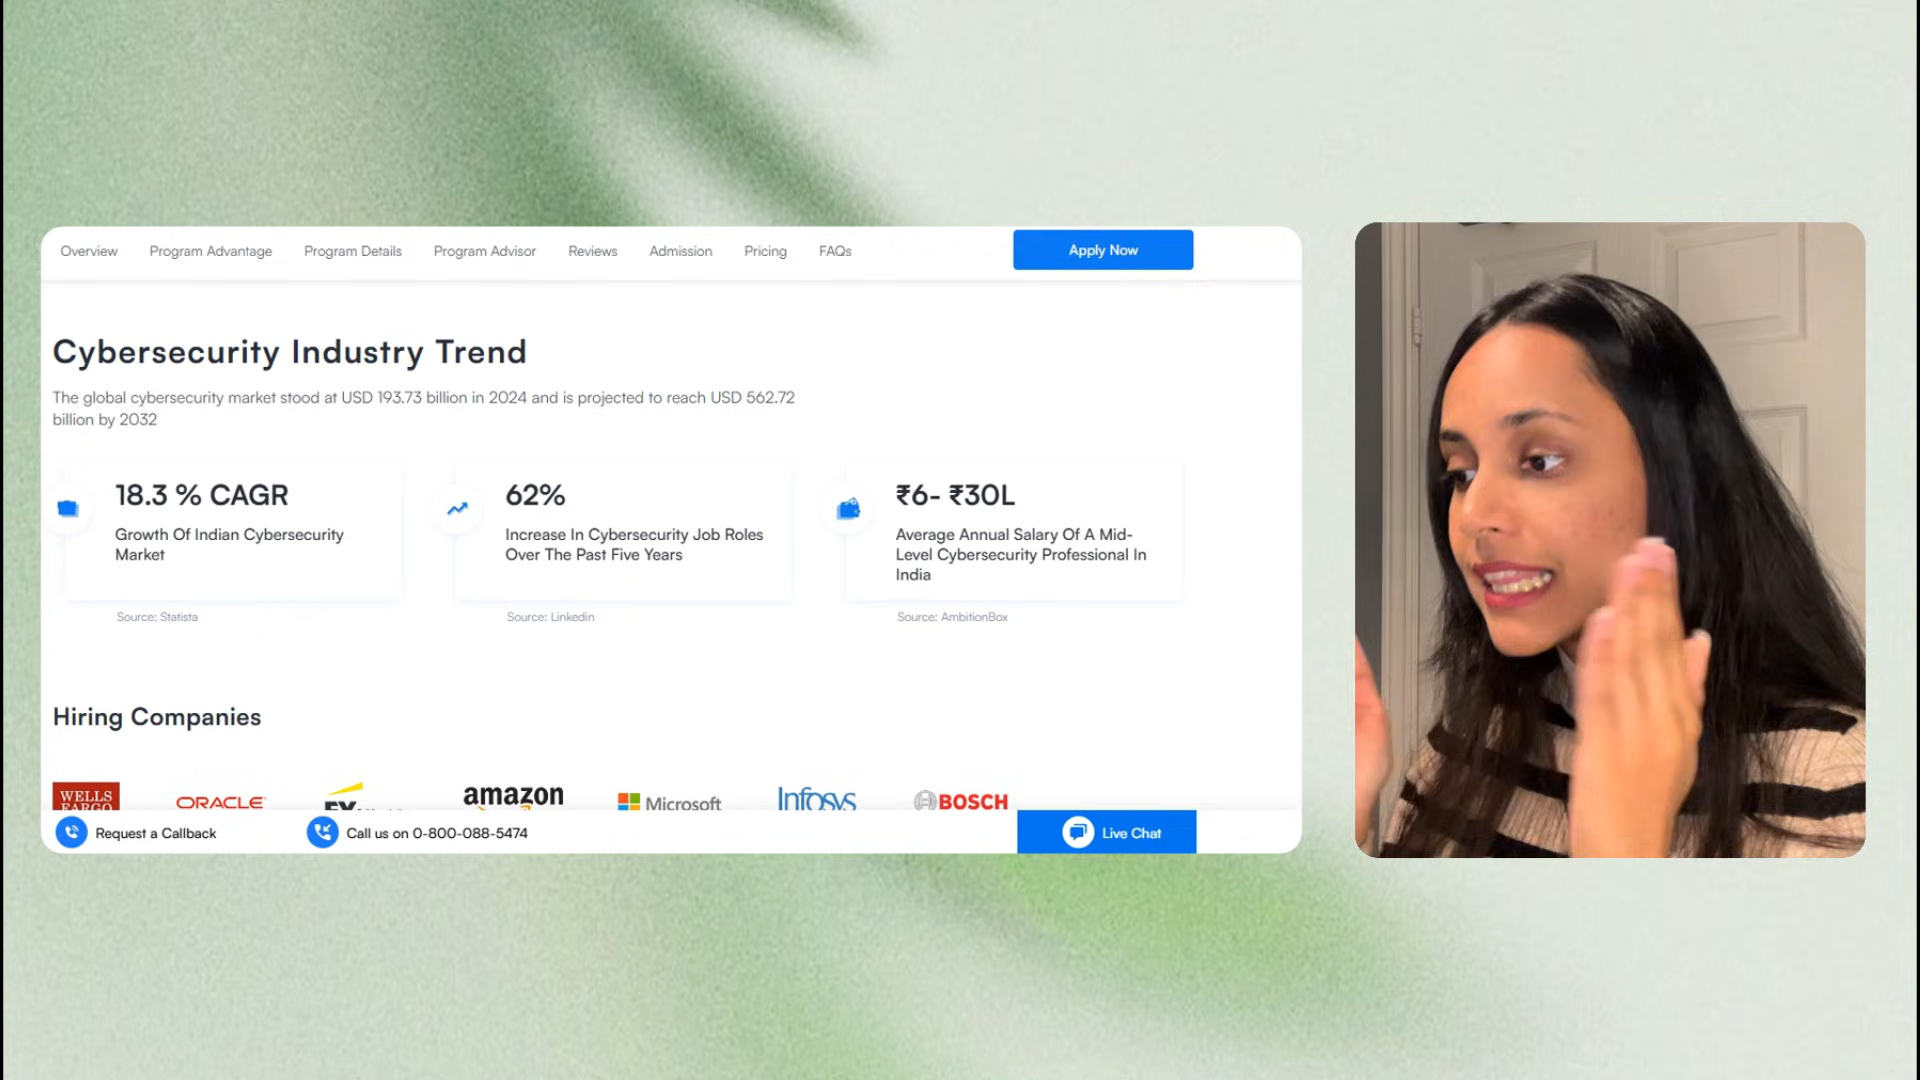 Overview Program Advantage Program Details Program Advisor Reviews Admission Pricing FAQs Apply Now
Cybersecurity Industry Trend
The global cybersecurity market stood at USD 193.73 billion in 2024 and is projected to reach USD 562.72
billion by 2032
18.3 % CAGR
Growth Of Indian Cybersecurity
Market
Source: Statista
62%
Increase In Cybersecurity Job Roles
Over The Past Five Years
Source: Linkedin
₹6- ₹30L
Average Annual Salary Of A Mid-
Level Cybersecurity Professional In
India
Source: AmbitionBox
Hiring Companies
WELLS
FARGO
ORACLE
EY
amazon
Microsoft
Infosys
BOSCH
Request a Callback Call us on 0-800-088-5474 Live Chat